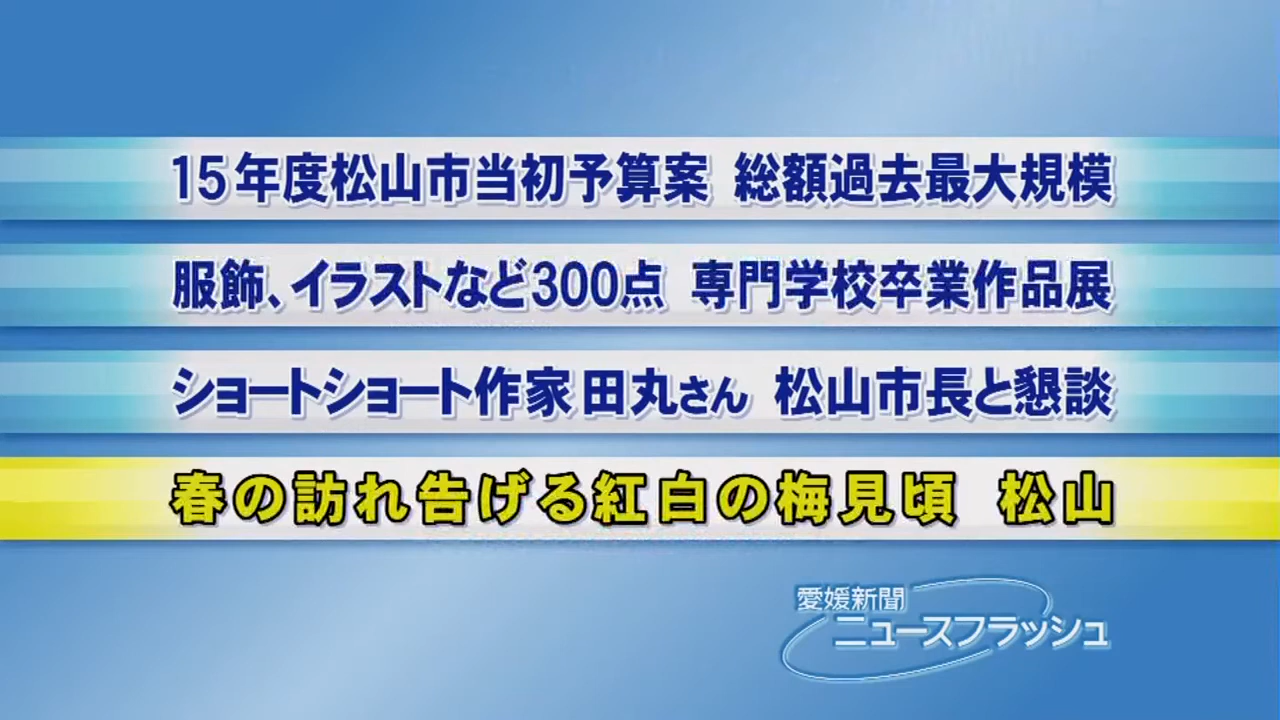 15年度松山市当初予算案 総額過去最大規模
服飾、イラストなど300点 専門学校卒業作品展
ショートショート作家田丸さん 松山市長と懇談
春の訪れ告げる紅白の梅見頃 松山
愛媛新聞
ニュースフラッシュ